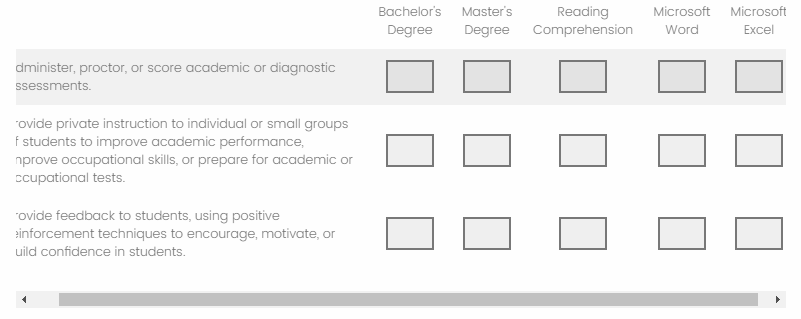 Bachelor's Master's Reading Microsoft Microsoft
Degree Degree Comprehension Word Excel
dminister, proctor, or score academic or diagnostic
ssessments.
rovide private instruction to individual or small groups
f students to improve academic performance,
nprove occupational skills, or prepare for academic or
ccupational tests.
rovide feedback to students, using positive
einforcement techniques to encourage, motivate, or
uild confidence in students.